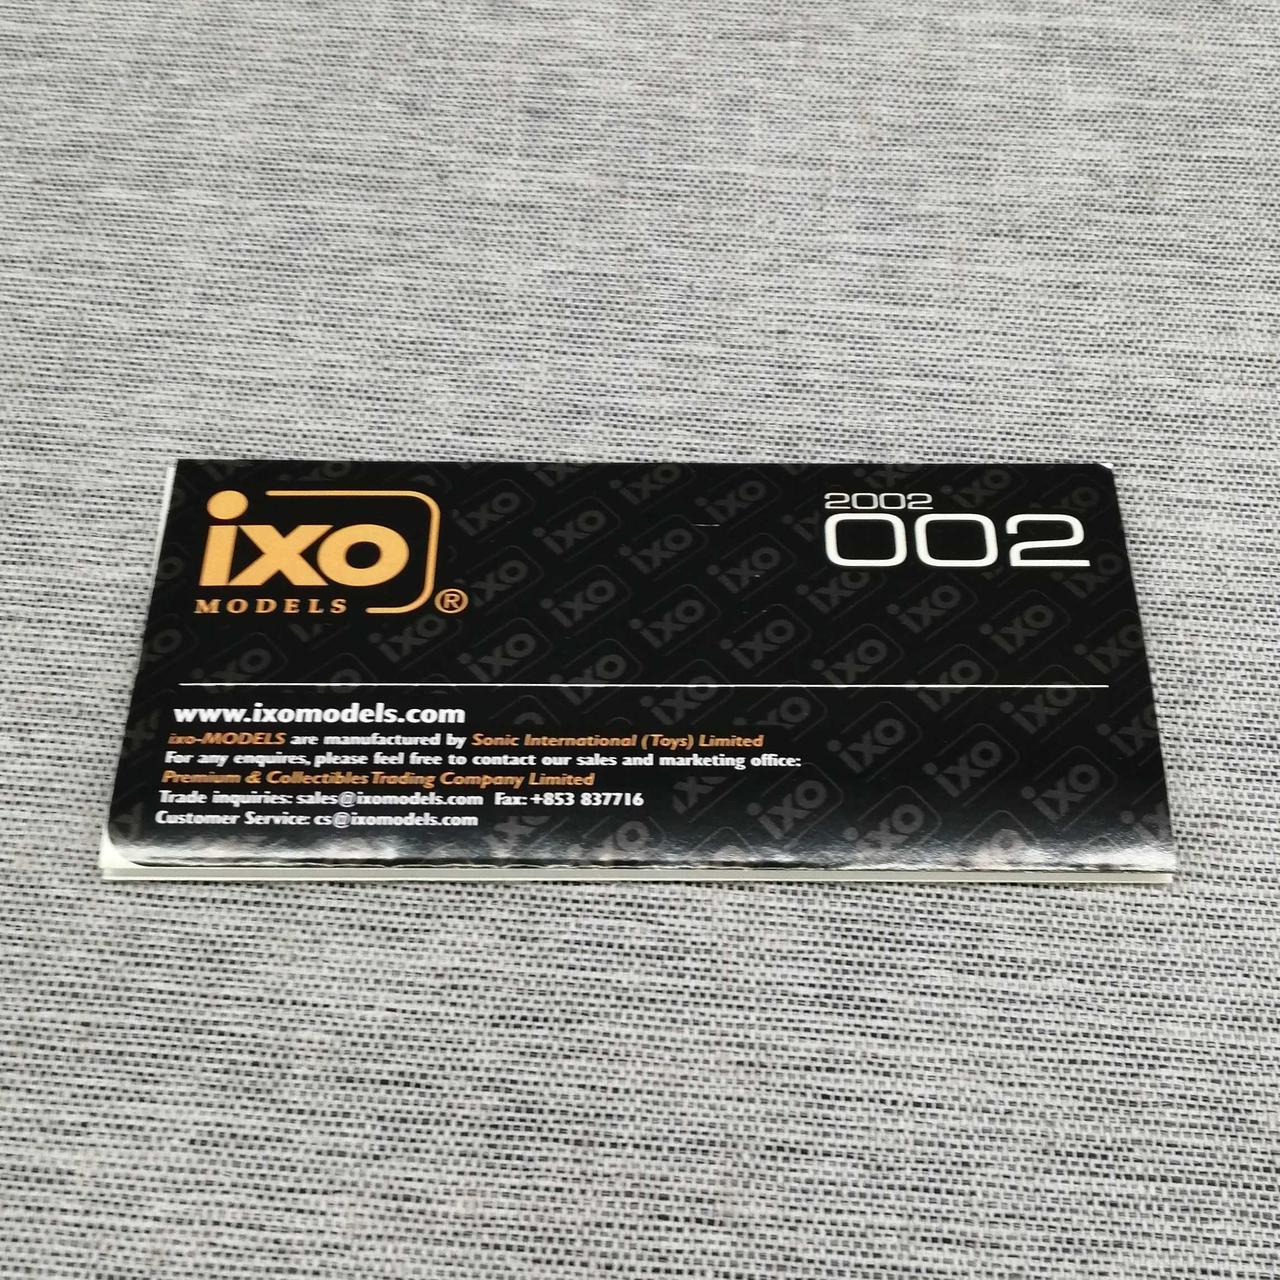 ixo
MODELS ®
2002
002
www.ixomodels.com
ixo-MODELS are manufactured by Sonic International (Toys) Limited
For any enquires, please feel free to contact our sales and marketing office:
Premium & Collectibles Trading Company Limited
Trade inquiries: sales@ixomodels.com Fax: +853 837716
Customer Service: cs@ixomodels.com